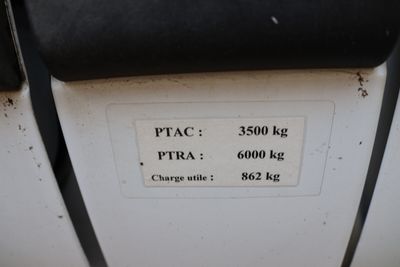 PTAC : 3500 kg
PTRA : 6000 kg
Charge utile : 862 kg